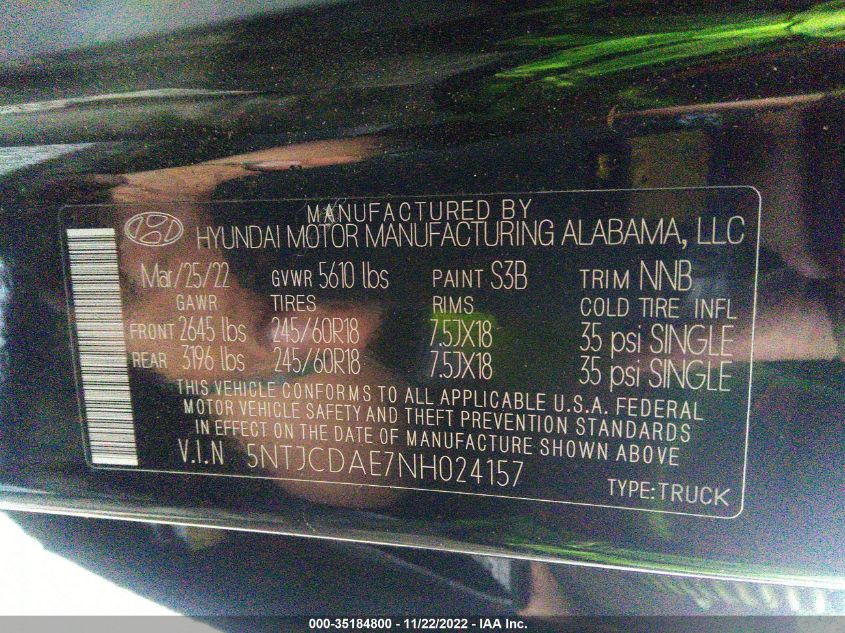 MANUFACTURED BY
HYUNDAI MOTOR MANUFACTURING ALABAMA, LLC
Mar/25/22 GVWR 5610 lbs PAINT S3B TRIM NNB
GAWR TIRES RIMS COLD TIRE INFL
FRONT 2645 lbs 245/60R18 7.5JX18 35 psi SINGLE
REAR 3196 lbs 245/60R18 7.5JX18 35 psi SINGLE
THIS VEHICLE CONFORMS TO ALL APPLICABLE U.S.A. FEDERAL
MOTOR VEHICLE SAFETY AND THEFT PREVENTION STANDARDS
IN EFFECT ON THE DATE OF MANUFACTURE SHOWN ABOVE
V.I.N 5NTJCDAE7NH024157
TYPE:TRUCK
000-35184800 - 11/22/2022 - IAA Inc.